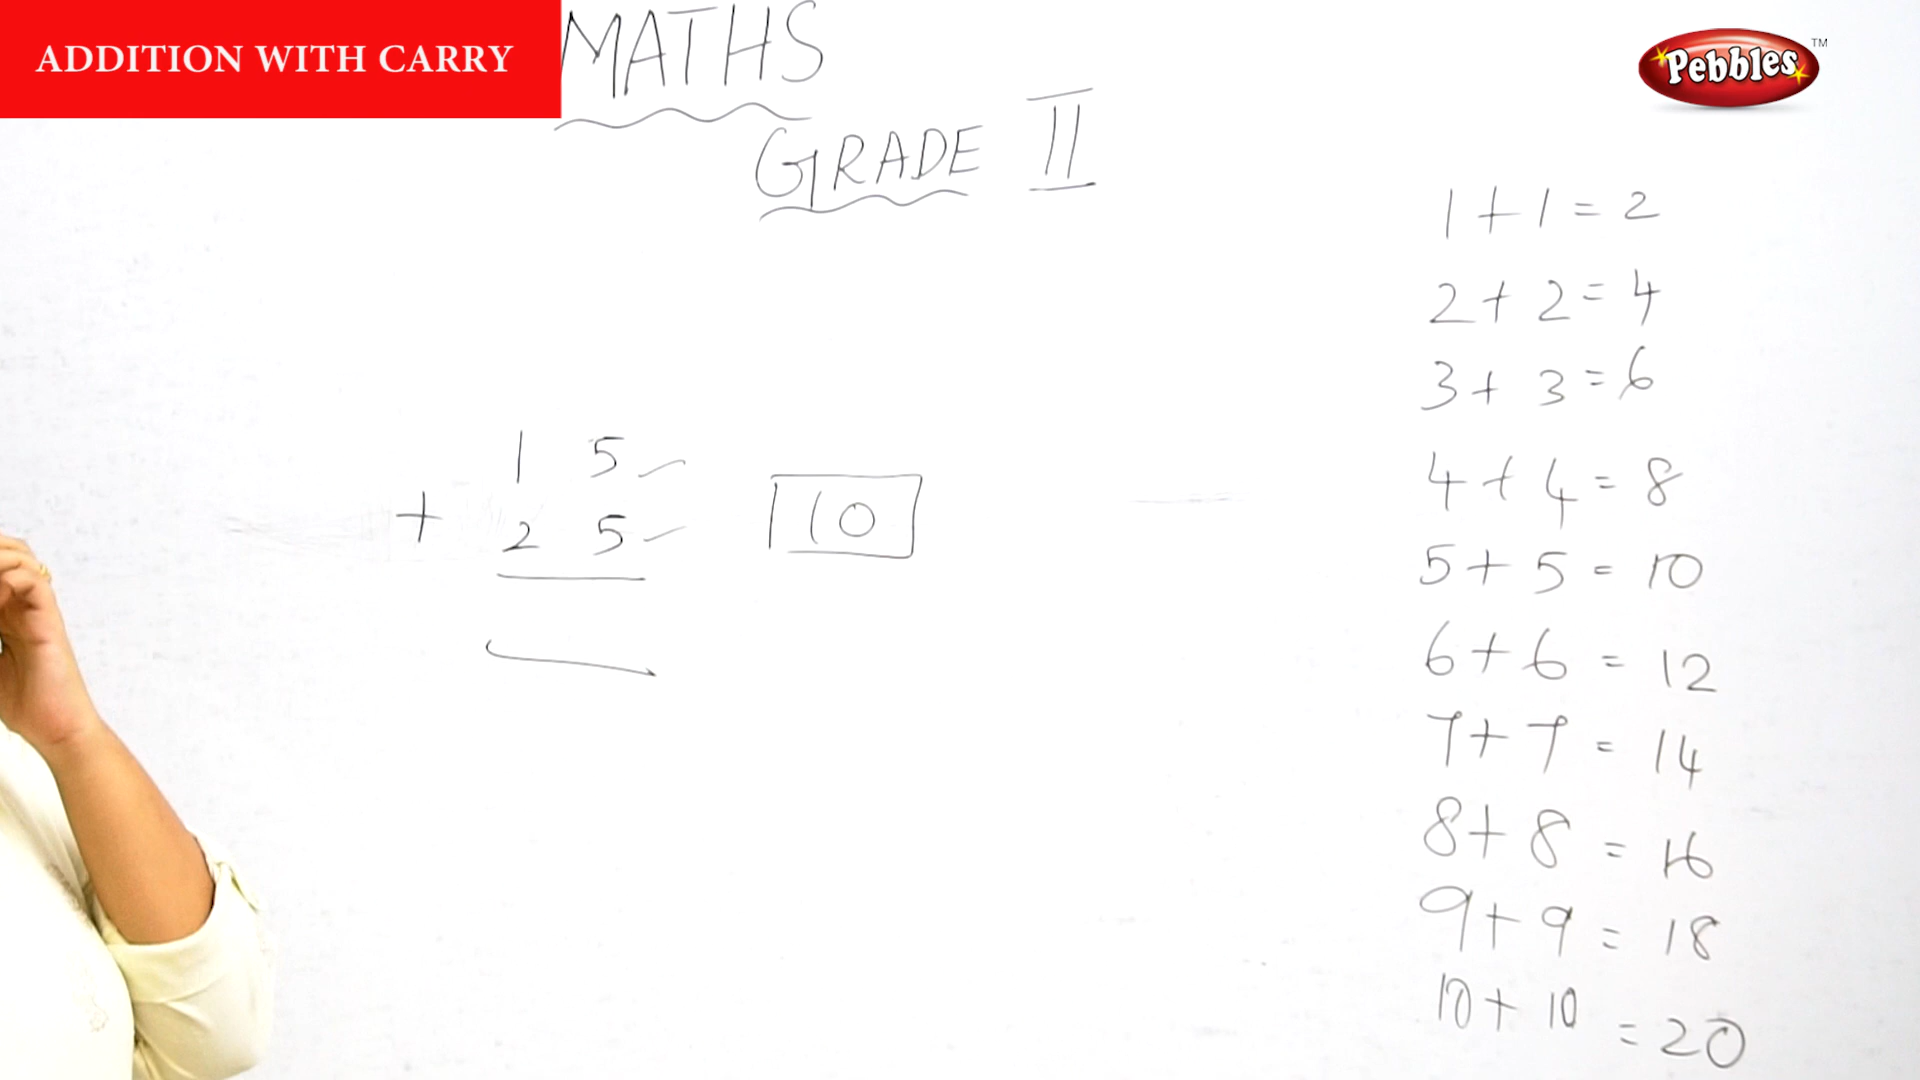 ADDITION WITH CARRY
MATHS
Pebbles™
GRADE II
1 5
+ 2 5
10
1 + 1 = 2
2 + 2 = 4
3 + 3 = 6
4 + 4 = 8
5 + 5 = 10
6 + 6 = 12
7 + 7 = 14
8 + 8 = 16
9 + 9 = 18
10 + 10 = 20